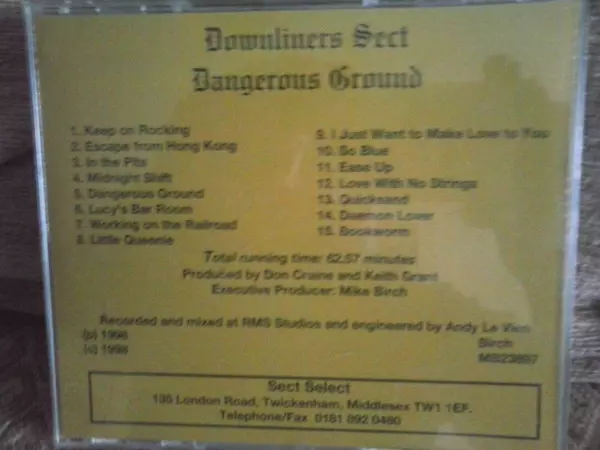 Downliners Sect
Dangerous Ground
1. Keep on Rocking
2. Escape from Hong Kong
3. In the Pits
4. Midnight Shift
5. Dangerous Ground
6. Lucy's Bar Room
7. Working on the Railroad
8. Little Queenie
9. I Just Want to Make Love to You
10. So Blue
11. Ease Up
12. Love With No Strings
13. Quicksand
14. Daemon Lover
15. Bookworm
Total running time: 62.57 minutes
Produced by Don Craine and Keith Grant
Executive Producer: Mike Birch
Recorded and mixed at RMS Studios and engineered by Andy Le Vien
(p) 1998
(c) 1998
Birch
Sect Select
135 London Road, Twickenham, Middlesex TW1 1EF.
Telephone/Fax 0181 892 0480